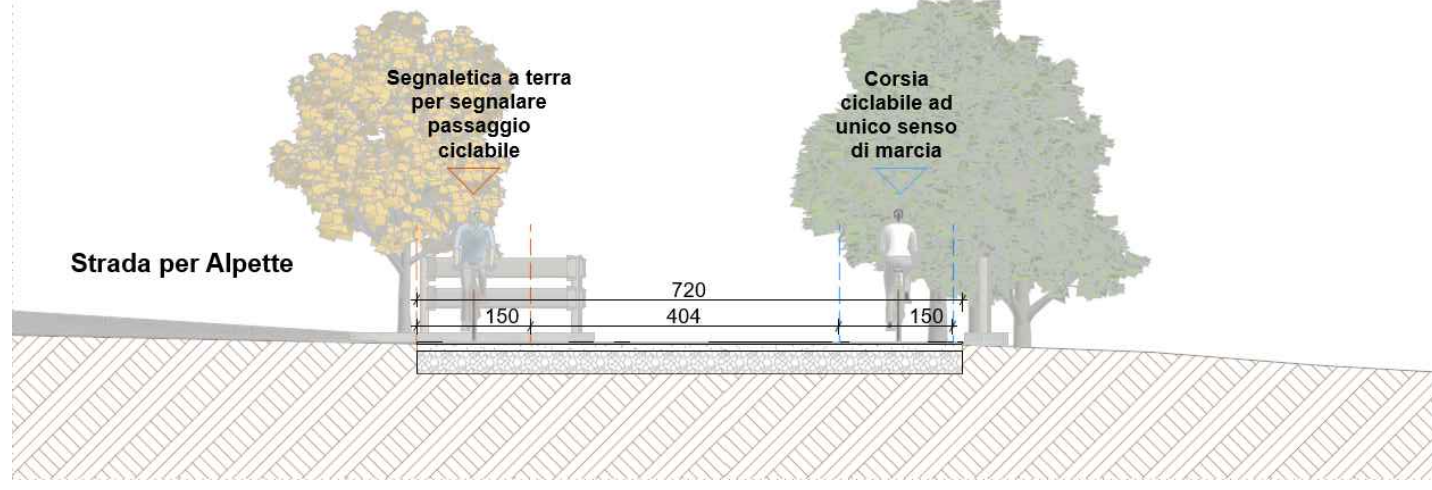 Segnaletica a terra
per segnalare
passaggio
ciclabile
Corsia
ciclabile ad
unico senso
di marcia
Strada per Alpette
720
150
404
150